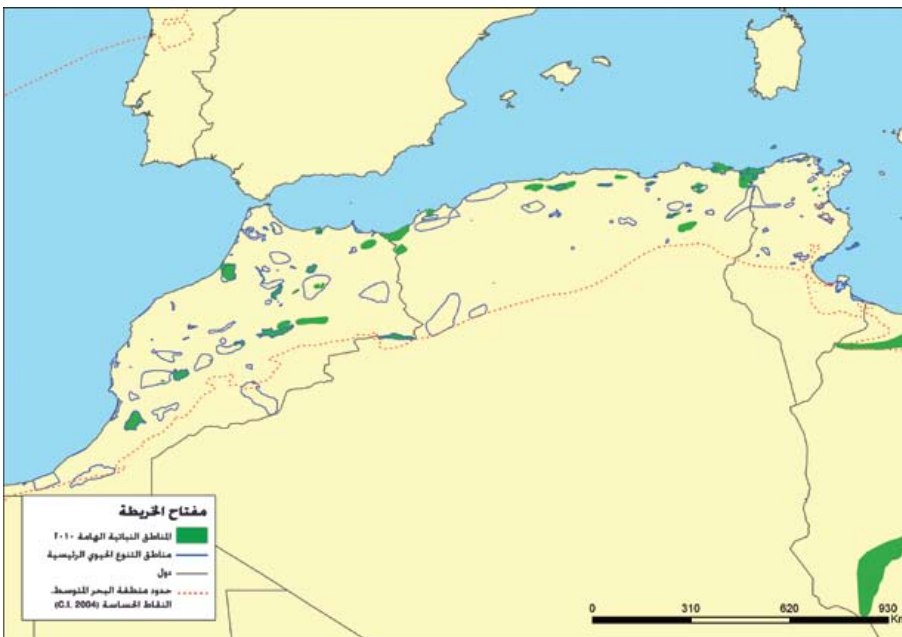 مفتاح الخريطة
المناطق النباتية الهامة ٢٠١٠
مناطق التنوع الحيوي الرئيسية
دول
حدود منطقة البحر المتوسط.
النقاط الحساسة (C.I. 2004)
0 310 620 930
Km